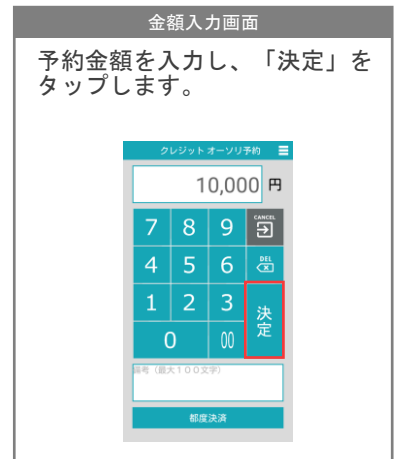 金額入力画面
予約金額を入力し、「決定」を
タップします。
クレジットオーソリ予約
10,000 円
7 8 9 CANCEL
4 5 6 DEL
1 2 3 決定
0 00
備考（最大１００文字）
都度決済